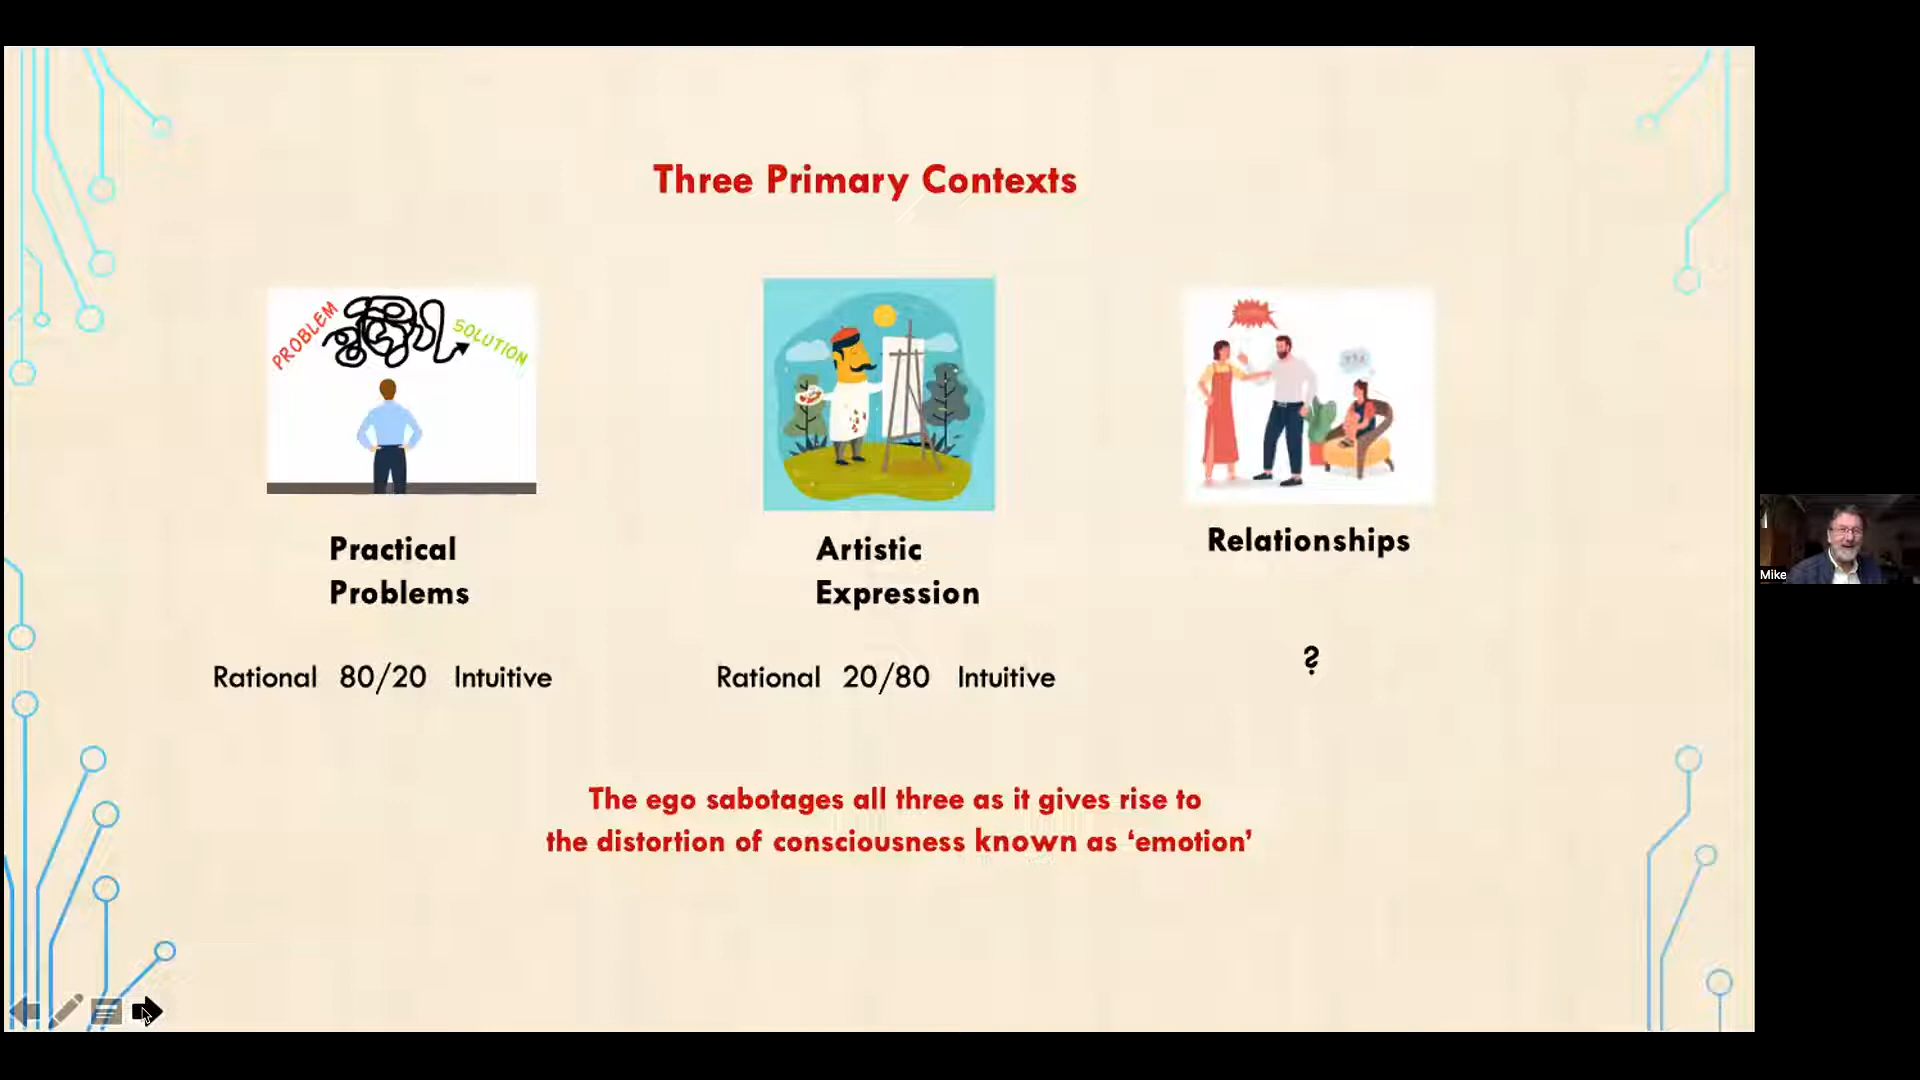 Three Primary Contexts
PROBLEM
SOLUTION
Practical
Problems
Rational 80/20 Intuitive
Artistic
Expression
Rational 20/80 Intuitive
Relationships
?
The ego sabotages all three as it gives rise to
the distortion of consciousness known as ‘emotion’
Mike